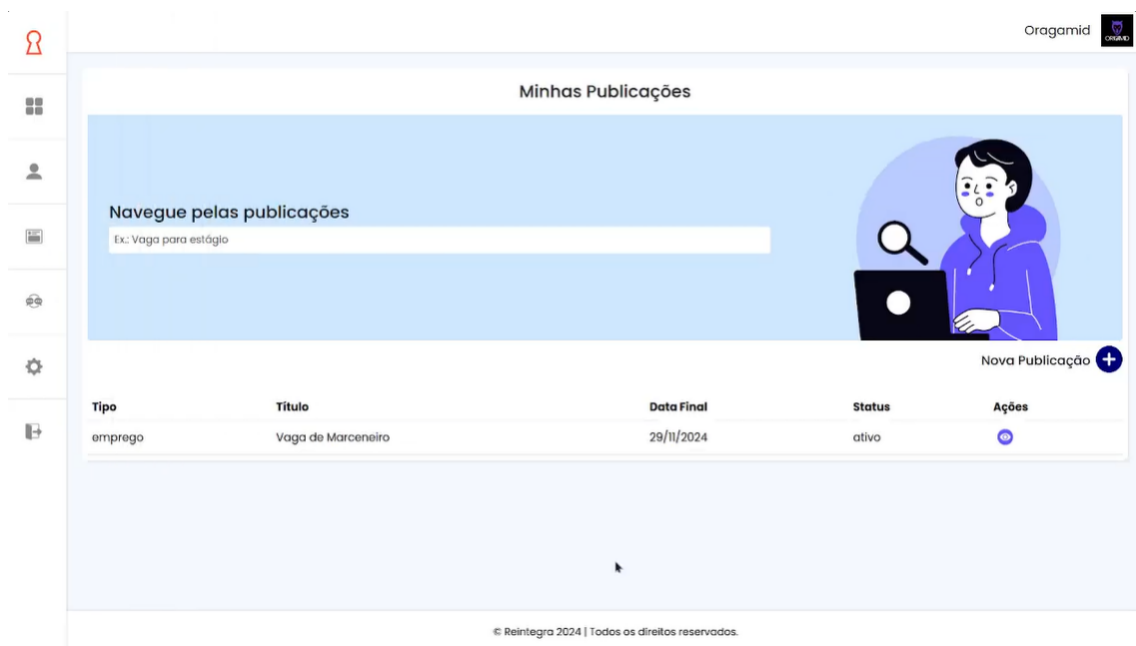 Oragamid
ORIGAMID
Minhas Publicações
Navegue pelas publicações
Ex.: Vaga para estágio
Nova Publicação
Tipo Título Data Final Status Ações
emprego Vaga de Marceneiro 29/11/2024 ativo
© Reintegra 2024 | Todos os direitos reservados.